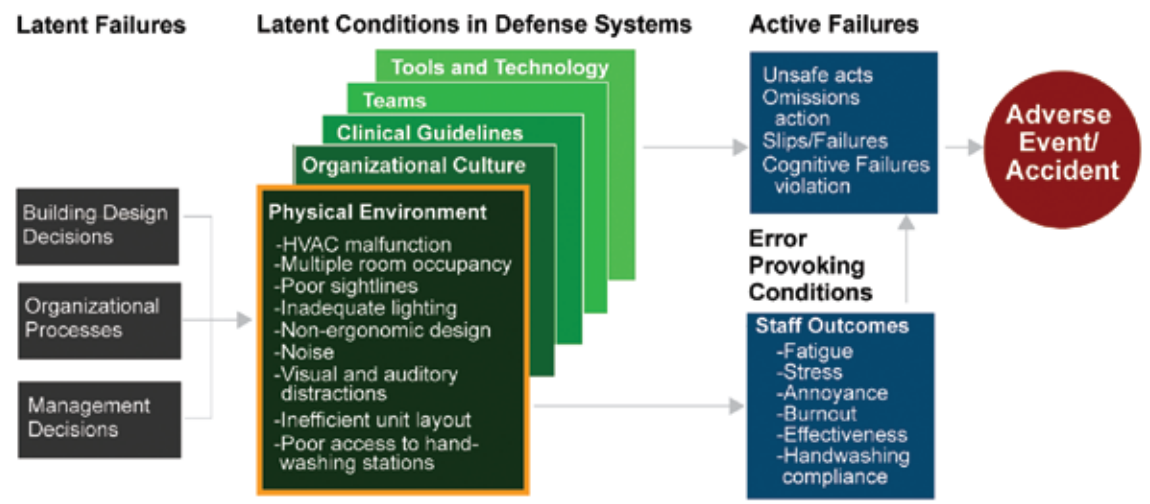 Latent Failures
Latent Conditions in Defense Systems
Active Failures
Building Design
Decisions
Organizational
Processes
Management
Decisions
Tools and Technology
Teams
Clinical Guidelines
Organizational Culture
Physical Environment
-HVAC malfunction
-Multiple room occupancy
-Poor sightlines
-Inadequate lighting
-Non-ergonomic design
-Noise
-Visual and auditory
distractions
-Inefficient unit layout
-Poor access to hand-
washing stations
Unsafe acts
Omissions
action
Slips/Failures
Cognitive Failures
violation
Error
Provoking
Conditions
Staff Outcomes
-Fatigue
-Stress
-Annoyance
-Burnout
-Effectiveness
-Handwashing
compliance
Adverse
Event/
Accident